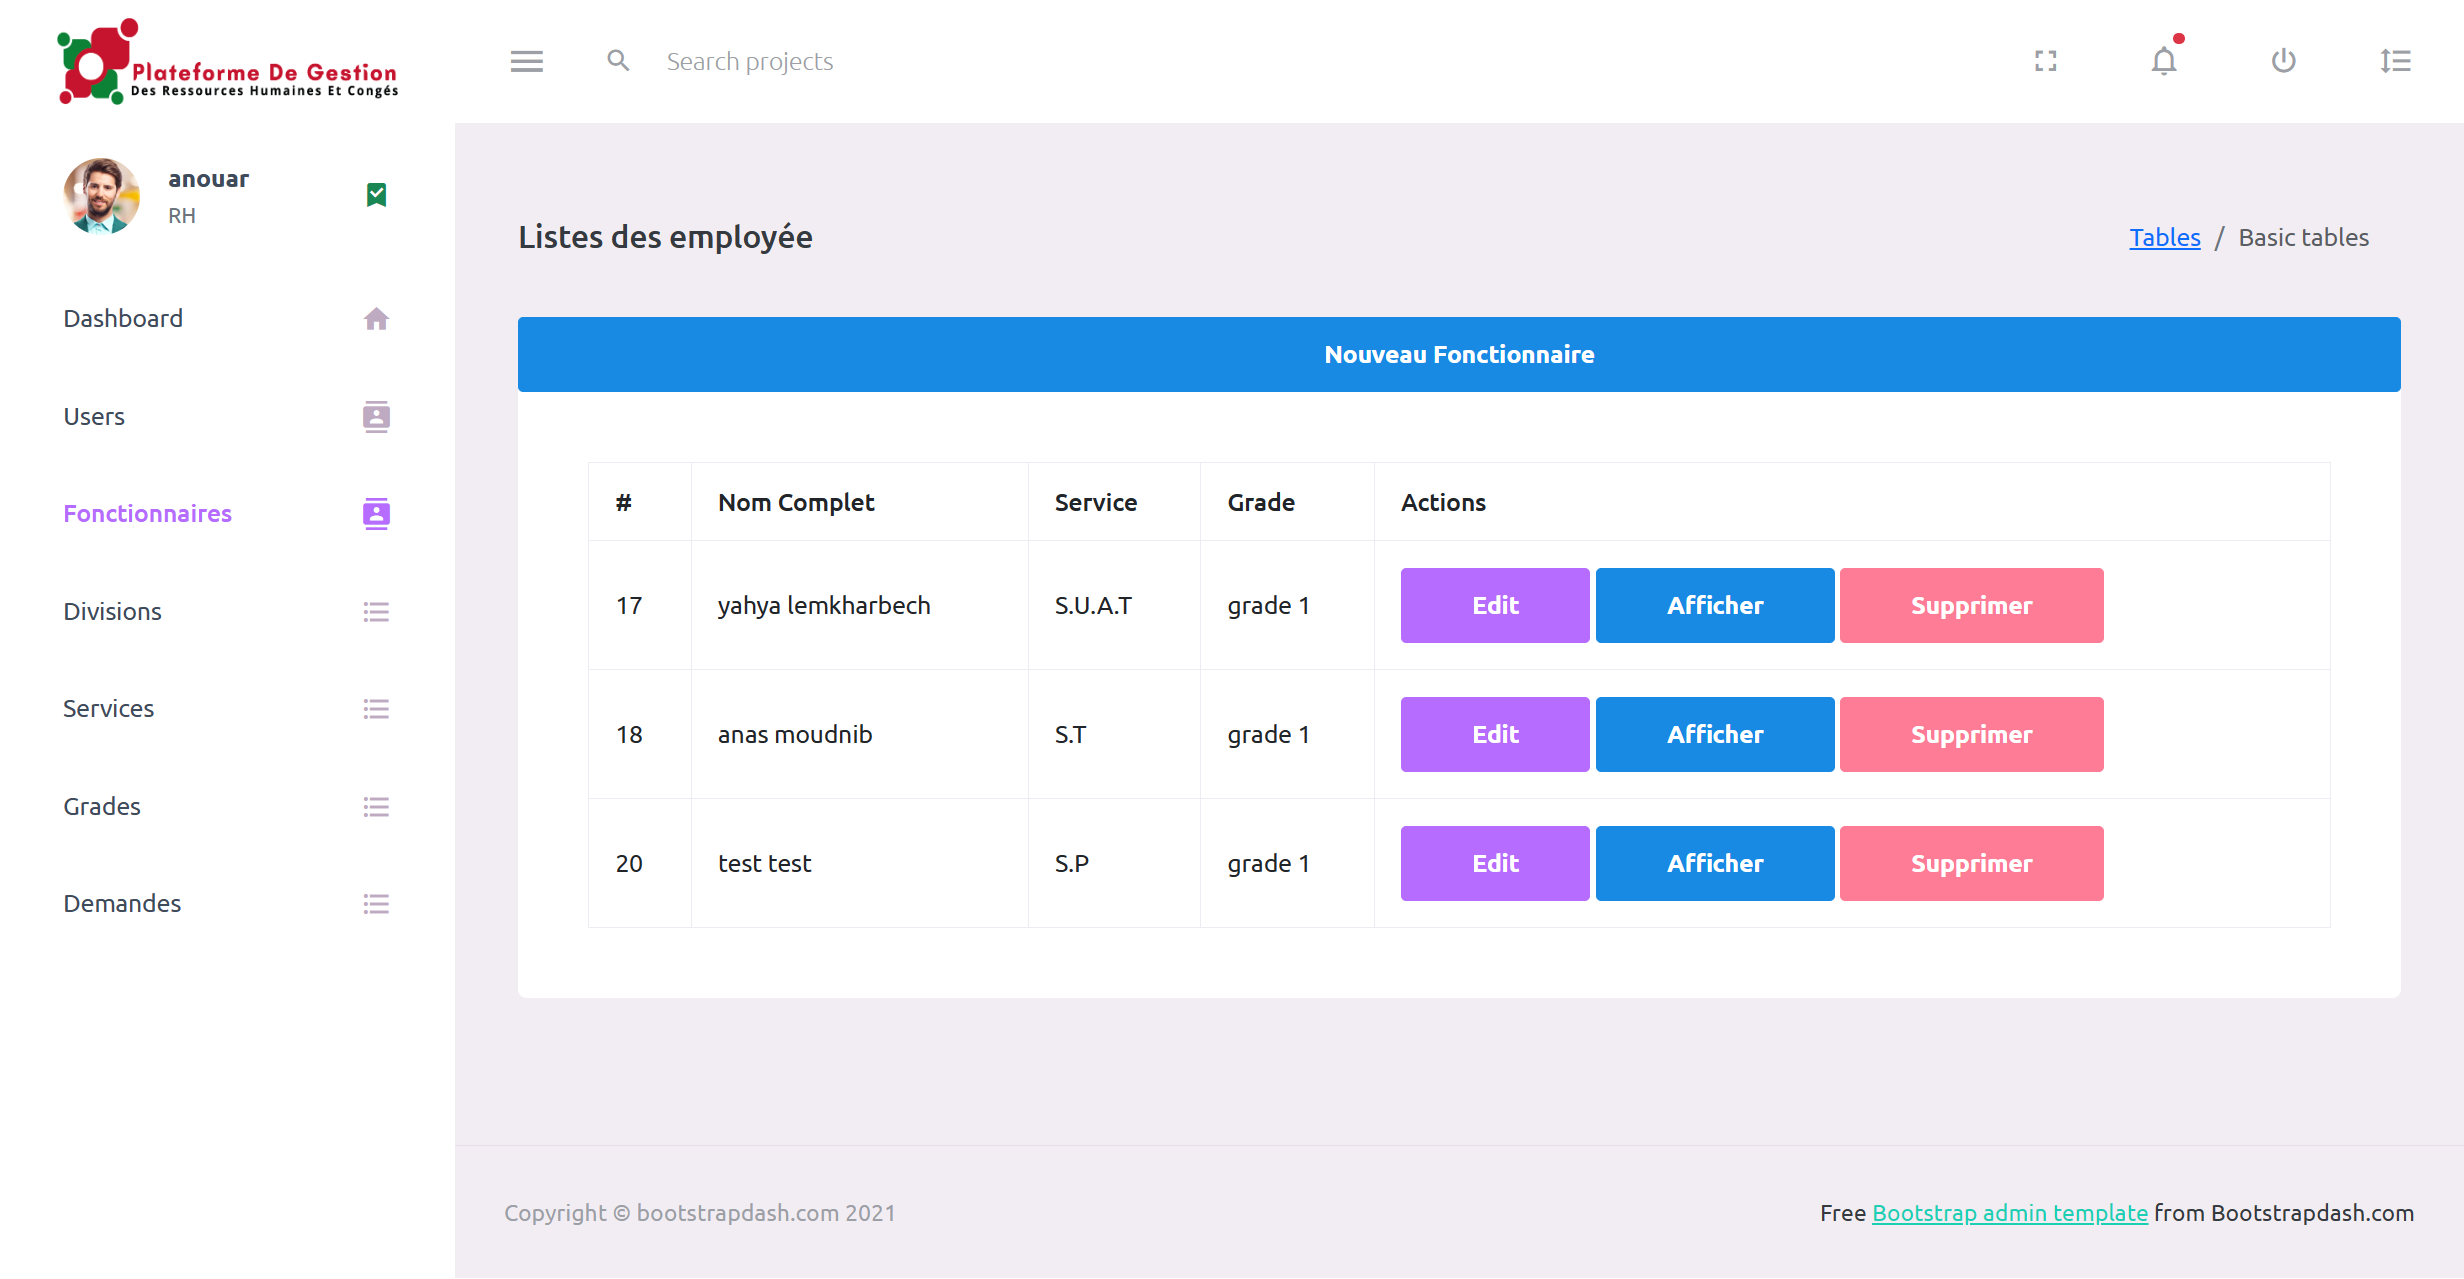 Plateforme De Gestion
Des Ressources Humaines Et Congés
Search projects
anouar
RH
Dashboard
Users
Fonctionnaires
Divisions
Services
Grades
Demandes
Listes des employée
Tables / Basic tables
Nouveau Fonctionnaire
# Nom Complet Service Grade Actions
17 yahya lemkharbech S.U.A.T grade 1 Edit Afficher Supprimer
18 anas moudnib S.T grade 1 Edit Afficher Supprimer
20 test test S.P grade 1 Edit Afficher Supprimer
Copyright © bootstrapdash.com 2021
Free Bootstrap admin template from Bootstrapdash.com